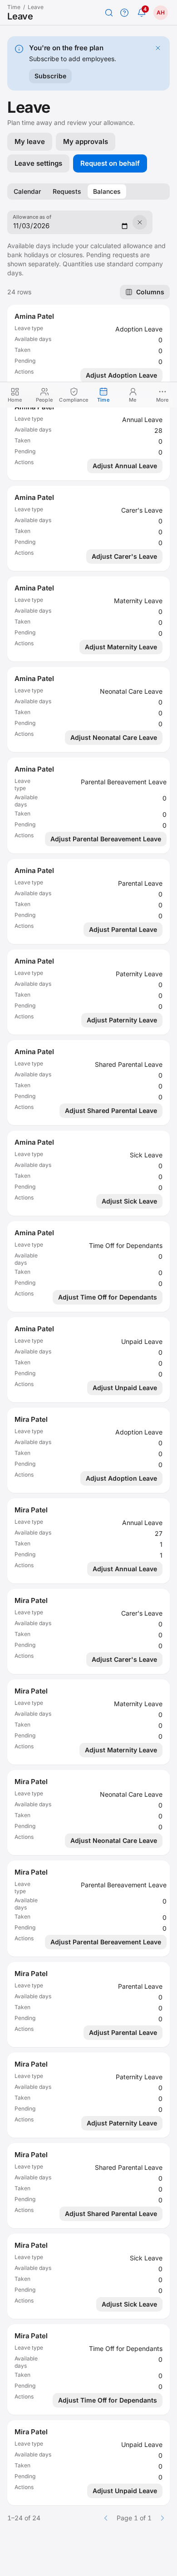 Time / Leave
Leave
4
AH
You're on the free plan
Subscribe to add employees.
Subscribe
Leave
Plan time away and review your allowance.
My leave
My approvals
Leave settings
Request on behalf
Calendar
Requests
Balances
Allowance as of
11/03/2026
Available days include your calculated allowance and
bank holidays or closures. Pending requests are
shown separately. Quantities use standard company
days.
24 rows
Columns
Amina Patel
Leave type Adoption Leave
Available days 0
Taken 0
Pending 0
Actions Adjust Adoption Leave
Home
People
Compliance
Time
Me
More
Amina Patel
Leave type Annual Leave
Available days 28
Taken 0
Pending 0
Actions Adjust Annual Leave
Amina Patel
Leave type Carer's Leave
Available days 0
Taken 0
Pending 0
Actions Adjust Carer's Leave
Amina Patel
Leave type Maternity Leave
Available days 0
Taken 0
Pending 0
Actions Adjust Maternity Leave
Amina Patel
Leave type Neonatal Care Leave
Available days 0
Taken 0
Pending 0
Actions Adjust Neonatal Care Leave
Amina Patel
Leave type Parental Bereavement Leave
Available days 0
Taken 0
Pending 0
Actions Adjust Parental Bereavement Leave
Amina Patel
Leave type Parental Leave
Available days 0
Taken 0
Pending 0
Actions Adjust Parental Leave
Amina Patel
Leave type Paternity Leave
Available days 0
Taken 0
Pending 0
Actions Adjust Paternity Leave
Amina Patel
Leave type Shared Parental Leave
Available days 0
Taken 0
Pending 0
Actions Adjust Shared Parental Leave
Amina Patel
Leave type Sick Leave
Available days 0
Taken 0
Pending 0
Actions Adjust Sick Leave
Amina Patel
Leave type Time Off for Dependants
Available days 0
Taken 0
Pending 0
Actions Adjust Time Off for Dependants
Amina Patel
Leave type Unpaid Leave
Available days 0
Taken 0
Pending 0
Actions Adjust Unpaid Leave
Mira Patel
Leave type Adoption Leave
Available days 0
Taken 0
Pending 0
Actions Adjust Adoption Leave
Mira Patel
Leave type Annual Leave
Available days 27
Taken 1
Pending 1
Actions Adjust Annual Leave
Mira Patel
Leave type Carer's Leave
Available days 0
Taken 0
Pending 0
Actions Adjust Carer's Leave
Mira Patel
Leave type Maternity Leave
Available days 0
Taken 0
Pending 0
Actions Adjust Maternity Leave
Mira Patel
Leave type Neonatal Care Leave
Available days 0
Taken 0
Pending 0
Actions Adjust Neonatal Care Leave
Mira Patel
Leave type Parental Bereavement Leave
Available days 0
Taken 0
Pending 0
Actions Adjust Parental Bereavement Leave
Mira Patel
Leave type Parental Leave
Available days 0
Taken 0
Pending 0
Actions Adjust Parental Leave
Mira Patel
Leave type Paternity Leave
Available days 0
Taken 0
Pending 0
Actions Adjust Paternity Leave
Mira Patel
Leave type Shared Parental Leave
Available days 0
Taken 0
Pending 0
Actions Adjust Shared Parental Leave
Mira Patel
Leave type Sick Leave
Available days 0
Taken 0
Pending 0
Actions Adjust Sick Leave
Mira Patel
Leave type Time Off for Dependants
Available days 0
Taken 0
Pending 0
Actions Adjust Time Off for Dependants
Mira Patel
Leave type Unpaid Leave
Available days 0
Taken 0
Pending 0
Actions Adjust Unpaid Leave
1–24 of 24
Page 1 of 1